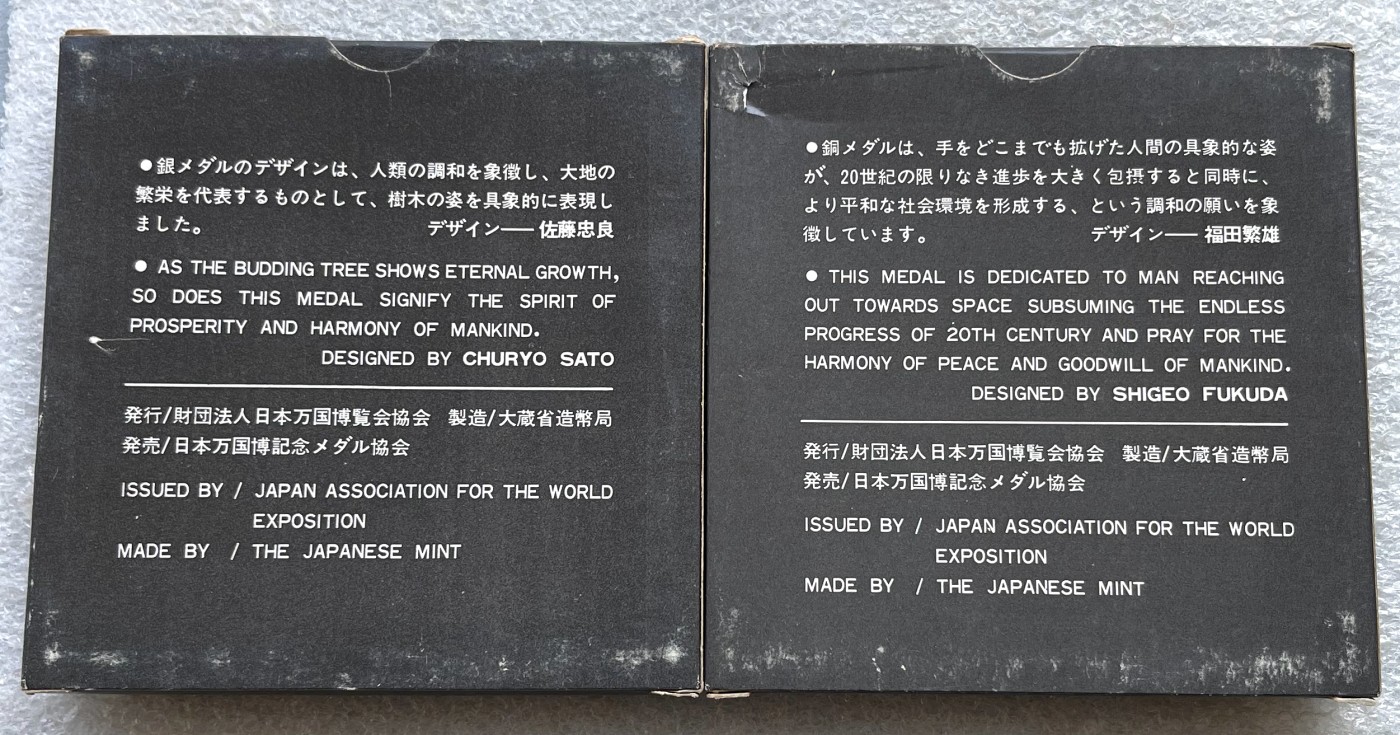 ●銀メダルのデザインは、人類の調和を象徴し、大地の
繁栄を代表するものとして、樹木の姿を具象的に表現し
ました。 デザイン── 佐藤忠良
● AS THE BUDDING TREE SHOWS ETERNAL GROWTH,
SO DOES THIS MEDAL SIGNIFY THE SPIRIT OF
PROSPERITY AND HARMONY OF MANKIND.
DESIGNED BY CHURYO SATO
発行/財団法人日本万国博覧会協会 製造/大蔵省造幣局
発売/日本万国博記念メダル協会
ISSUED BY / JAPAN ASSOCIATION FOR THE WORLD
EXPOSITION
MADE BY / THE JAPANESE MINT
●銅メダルは、手をどこまでも拡げた人間の具象的な姿
が、20世紀の限りなき進歩を大きく包摂すると同時に、
より平和な社会環境を形成する、という調和の願いを象
徴しています。 デザイン── 福田繁雄
● THIS MEDAL IS DEDICATED TO MAN REACHING
OUT TOWARDS SPACE SUBSUMING THE ENDLESS
PROGRESS OF 20TH CENTURY AND PRAY FOR THE
HARMONY OF PEACE AND GOODWILL OF MANKIND.
DESIGNED BY SHIGEO FUKUDA
発行/財団法人日本万国博覧会協会 製造/大蔵省造幣局
発売/日本万国博記念メダル協会
ISSUED BY / JAPAN ASSOCIATION FOR THE WORLD
EXPOSITION
MADE BY / THE JAPANESE MINT